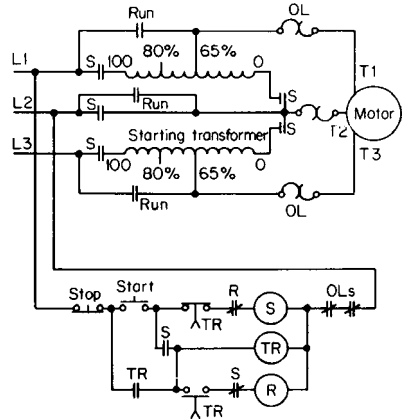 Run
OL
L1
S
100
80%
65%
0
T1
S
L2
S
Run
T2
Motor
S
Starting transformer
T3
L3
S
100
80%
65%
0
Run
OL
Stop
Start
R
S
OLs
TR
S
TR
TR
S
R
TR